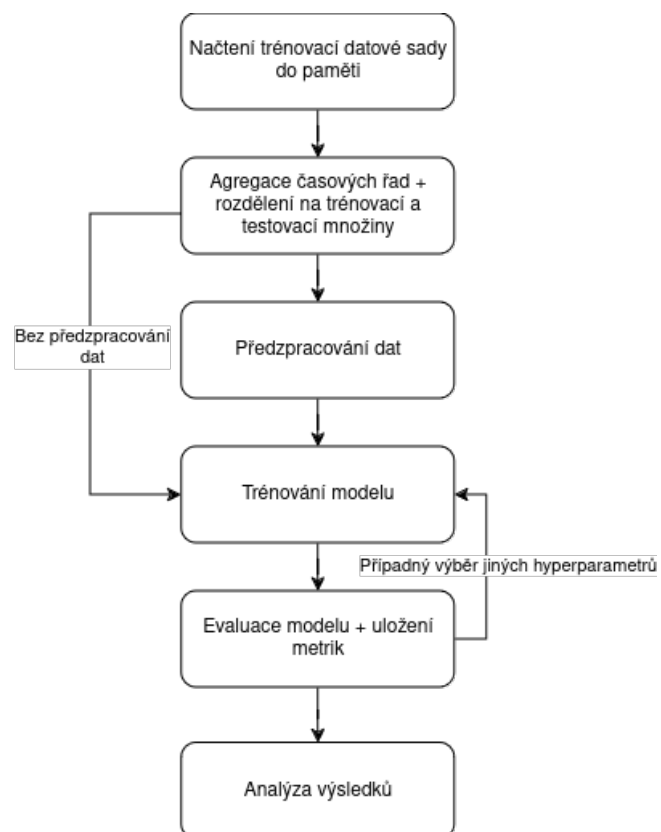 Načtení trénovací datové sady
do paměti
Agregace časových řad +
rozdělení na trénovací a
testovací množiny
Bez předzpracování
dat
Předzpracování dat
Trénování modelu
Případný výběr jiných hyperparametrů
Evaluace modelu + uložení
metrik
Analýza výsledků